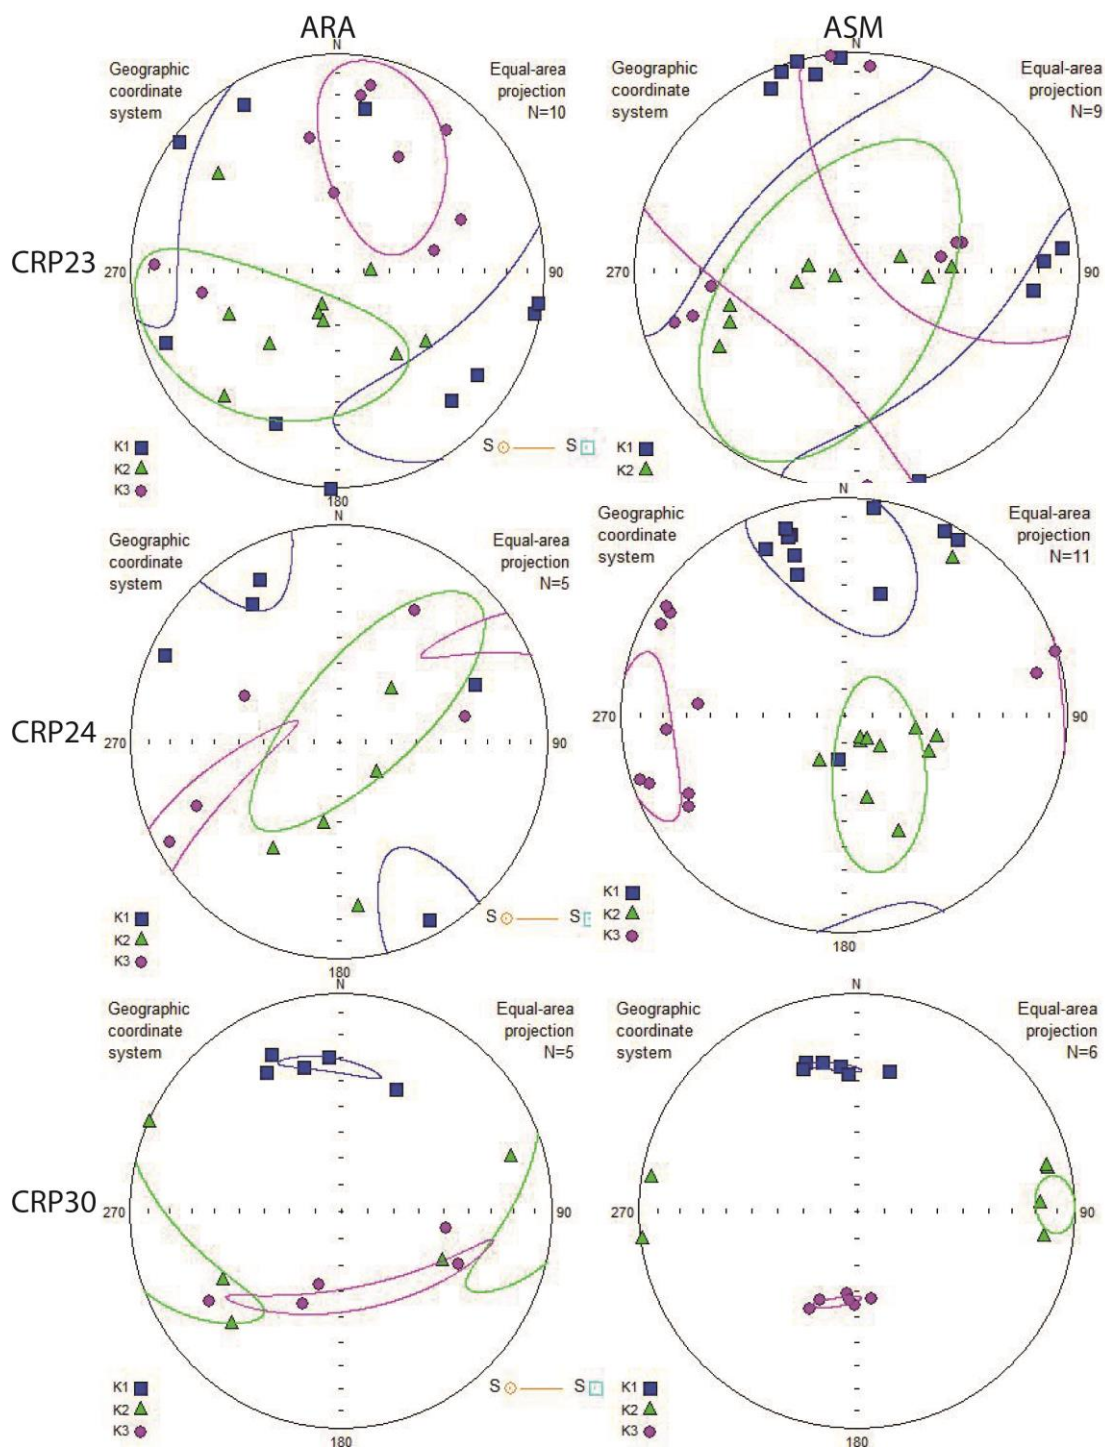 ARA
ASM
N
N
Geographic
coordinate
system
Equal-area
projection
N=10
Geographic
coordinate
system
Equal-area
projection
N=9
CRP23
270
90
270
90
K1
K2
K3
S
S
180
K1
K2
N
N
Geographic
coordinate
system
Equal-area
projection
N=5
Geographic
coordinate
system
Equal-area
projection
N=11
CRP24
270
90
270
90
K1
K2
K3
S
S
180
K1
K2
K3
180
N
N
Geographic
coordinate
system
Equal-area
projection
N=5
Geographic
coordinate
system
Equal-area
projection
N=6
CRP30
270
90
270
90
K1
K2
K3
S
S
180
K1
K2
K3
180